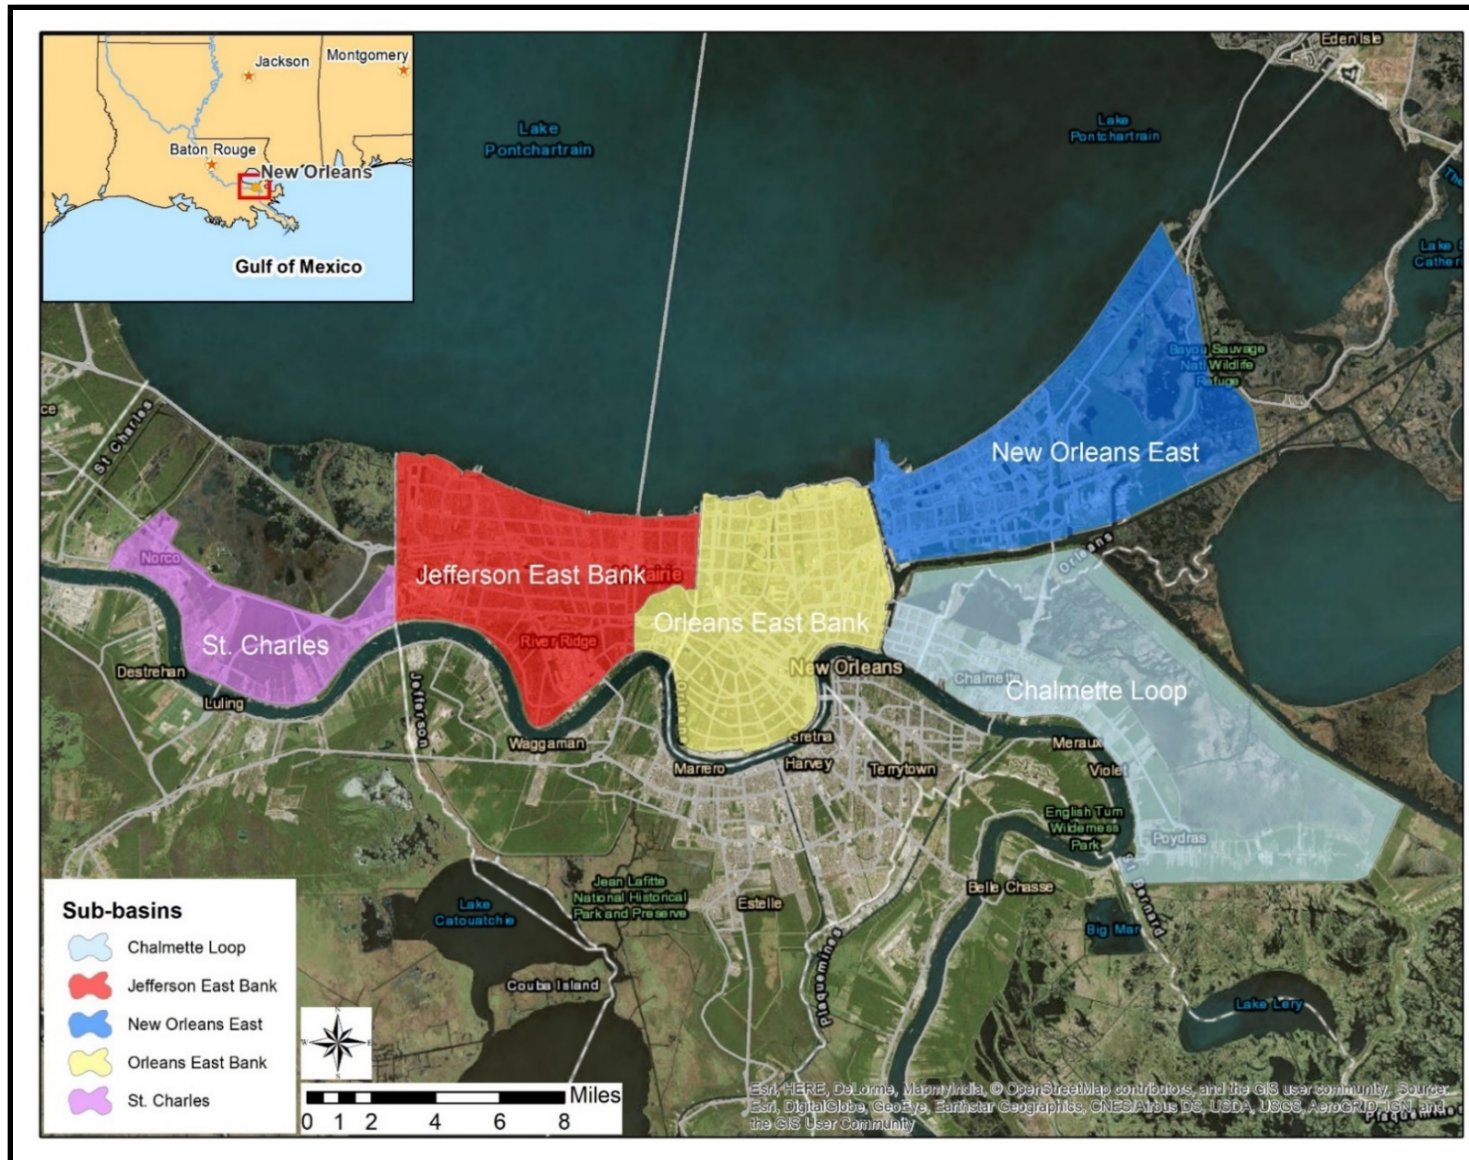 Jackson
Montgomery
Baton Rouge
New Orleans
Gulf of Mexico
Eden Isle
Lake
Pontchartrain
Lake
Pontchartrain
Lake
Bayou Sauvage
Natl Wildlife
Refuge
St. Charles
New Orleans East
Norco
Jefferson East Bank
Orleans
St. Charles
River Ridge
Orleans East Bank
New Orleans
Chalmette
Chalmette Loop
Destrehan
Luling
Jefferson
Waggaman
Gretna
Marrero
Harvey
Terrytown
Meraux
Violet
English Turn
Wilderness
Park
Poydras
St Bernard
Belle Chasse
Jean Lafitte
National Historical
Park and Preserve
Estelle
Lake
Catouatchie
Big Mar
Couba Island
Plaquemines
Lake Lery
Sub-basins
Chalmette Loop
Jefferson East Bank
New Orleans East
Orleans East Bank
St. Charles
N
W E
S
0 1 2 4 6 8 Miles
Esri, HERE, DeLorme, MapmyIndia, © OpenStreetMap contributors, and the GIS user community, Source:
Esri, DigitalGlobe, GeoEye, Earthstar Geographics, CNES/Airbus DS, USDA, USGS, AeroGRID, IGN, and
the GIS User Community